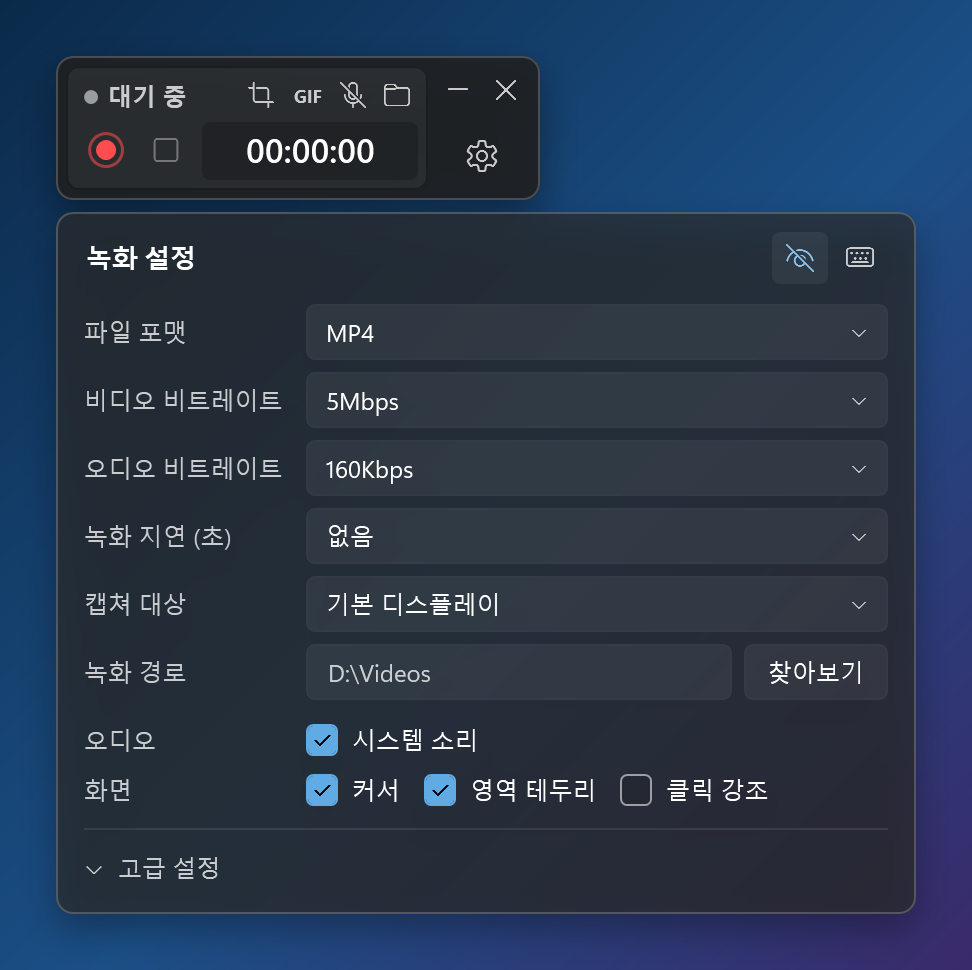 대기 중 GIF
00:00:00
녹화 설정
파일 포맷 MP4
비디오 비트레이트 5Mbps
오디오 비트레이트 160Kbps
녹화 지연 (초) 없음
캡쳐 대상 기본 디스플레이
녹화 경로 D:\Videos 찾아보기
오디오 시스템 소리
화면 커서 영역 테두리 클릭 강조
고급 설정